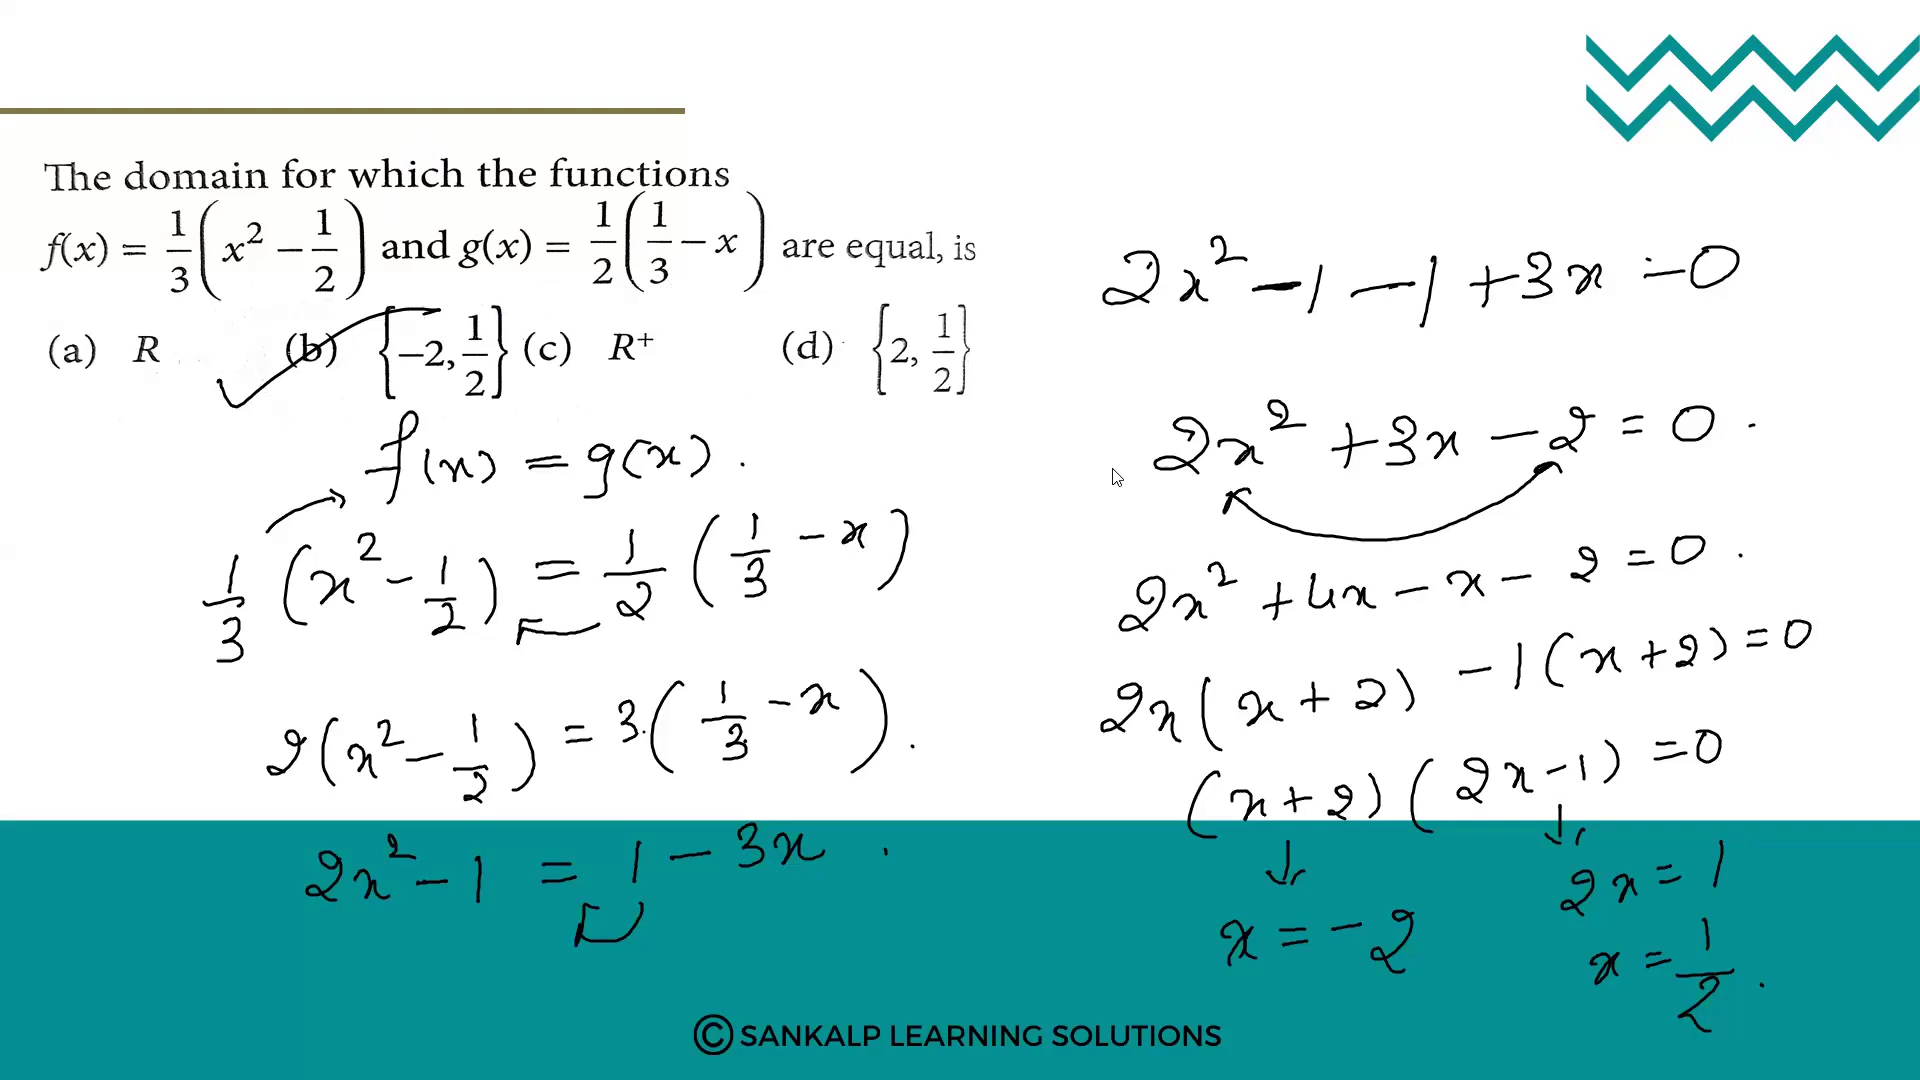 The domain for which the functions
f(x) = 1/3 (x² − 1/2) and g(x) = 1/2 (1/3 − x) are equal, is
(a) R (b) {−2, 1/2} (c) R⁺ (d) {2, 1/2}
f(x) = g(x).
1/3 (x² − 1/2) = 1/2 (1/3 − x)
2(x² − 1/2) = 3.(1/3 − x).
2x² − 1 = 1 − 3x.
2x² − 1 − 1 + 3x = 0
2x² + 3x − 2 = 0.
2x² + 4x − x − 2 = 0.
2x(x + 2) − 1(x + 2) = 0
(x + 2)(2x − 1) = 0
x = −2
2x = 1
x = 1/2.
© SANKALP LEARNING SOLUTIONS